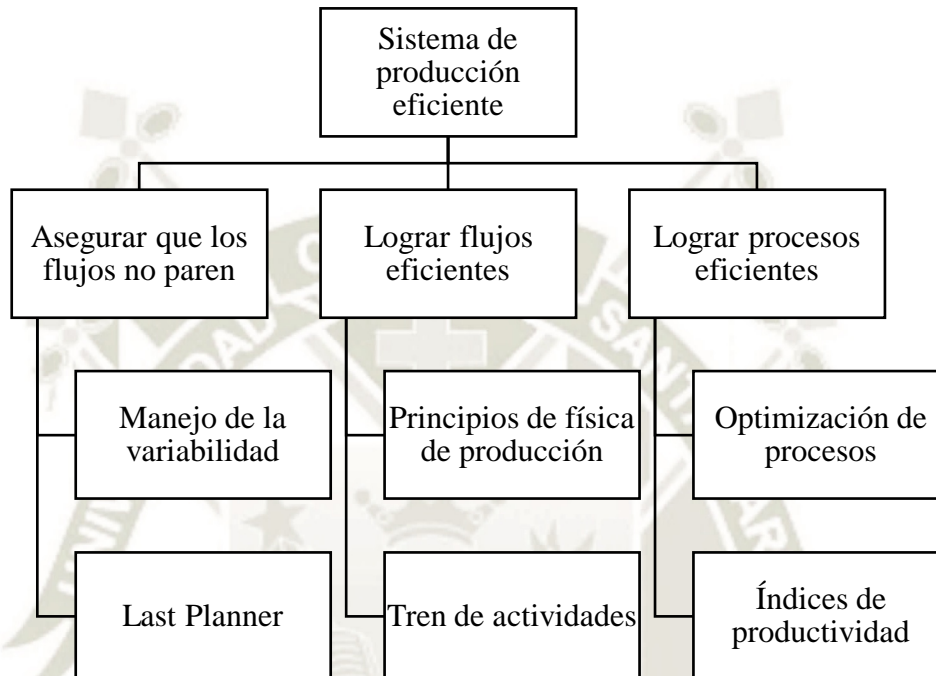 Sistema de
producción
eficiente
Asegurar que los
flujos no paren
Lograr flujos
eficientes
Lograr procesos
eficientes
Manejo de la
variabilidad
Principios de física
de producción
Optimización de
procesos
Last Planner
Tren de actividades
Índices de
productividad